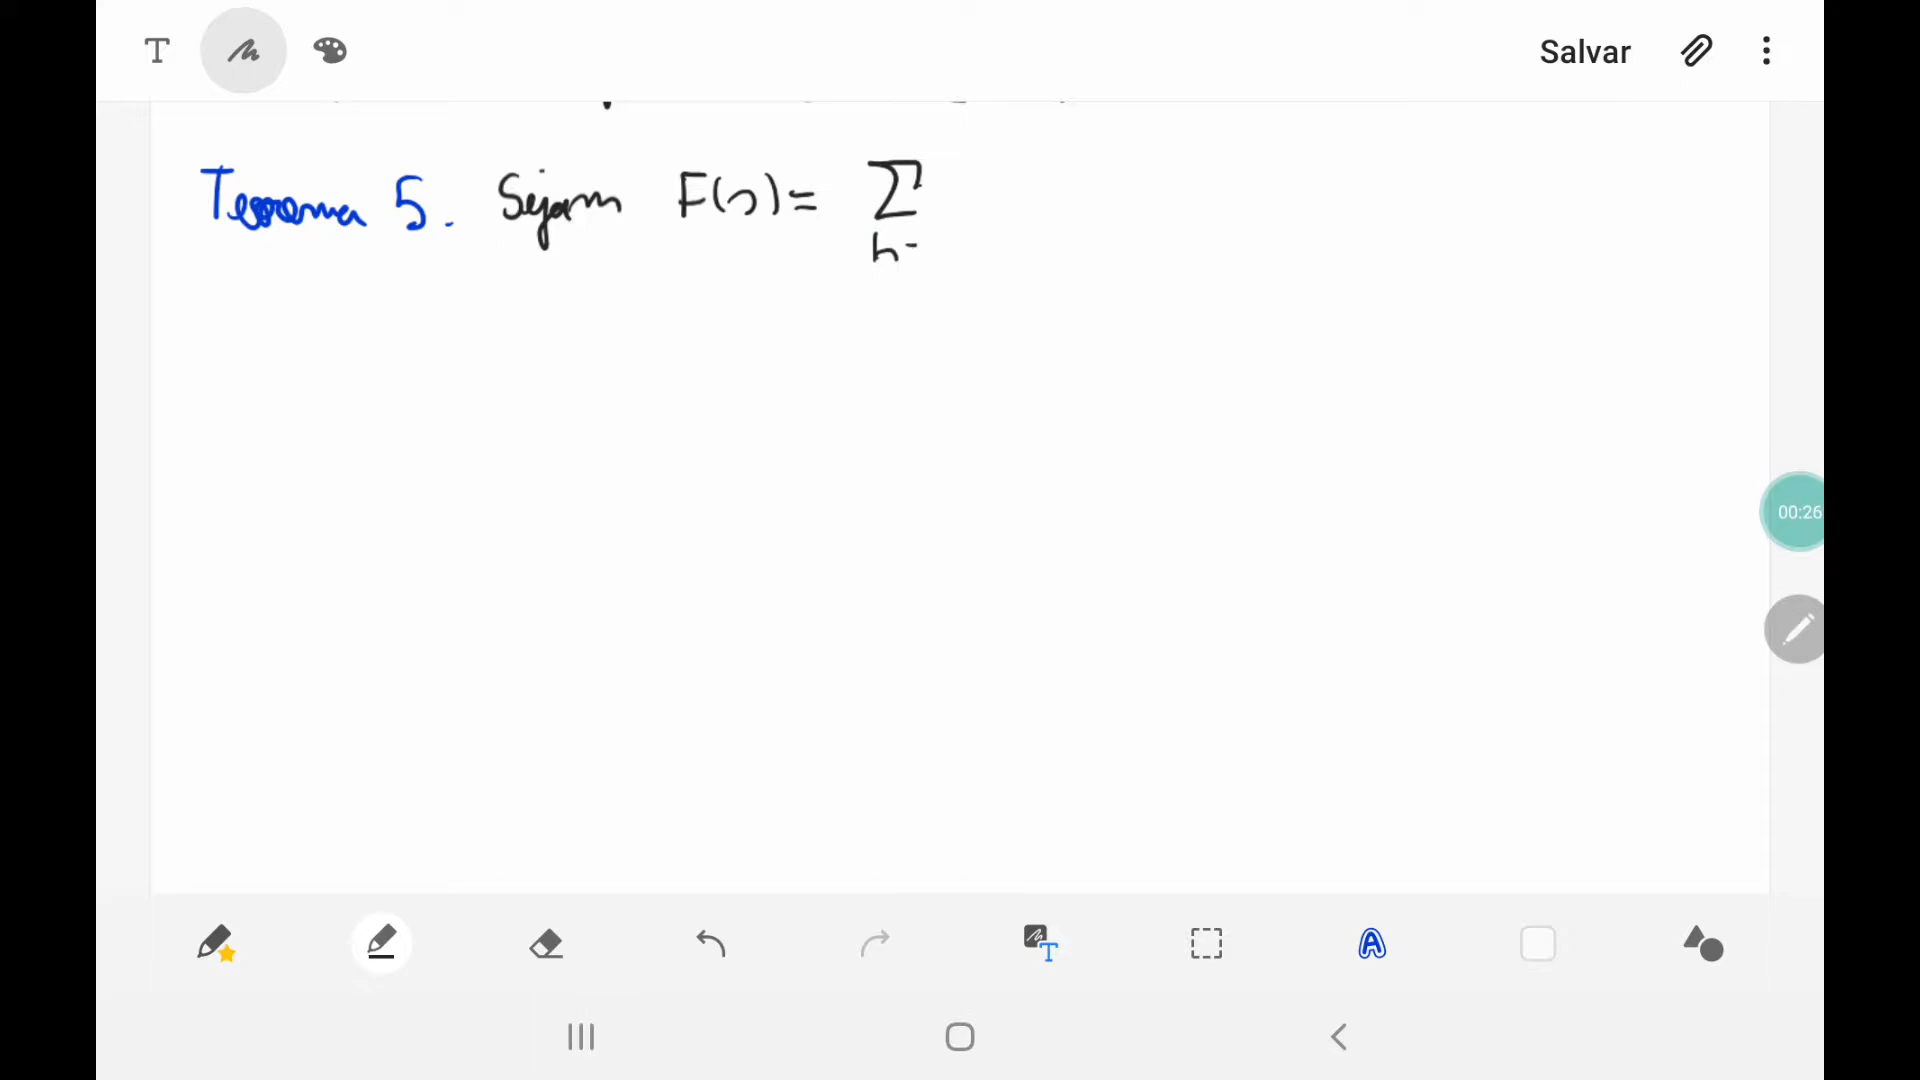 Salvar
Teorema 5. Sejam F(s) = ∑
n=
00:26